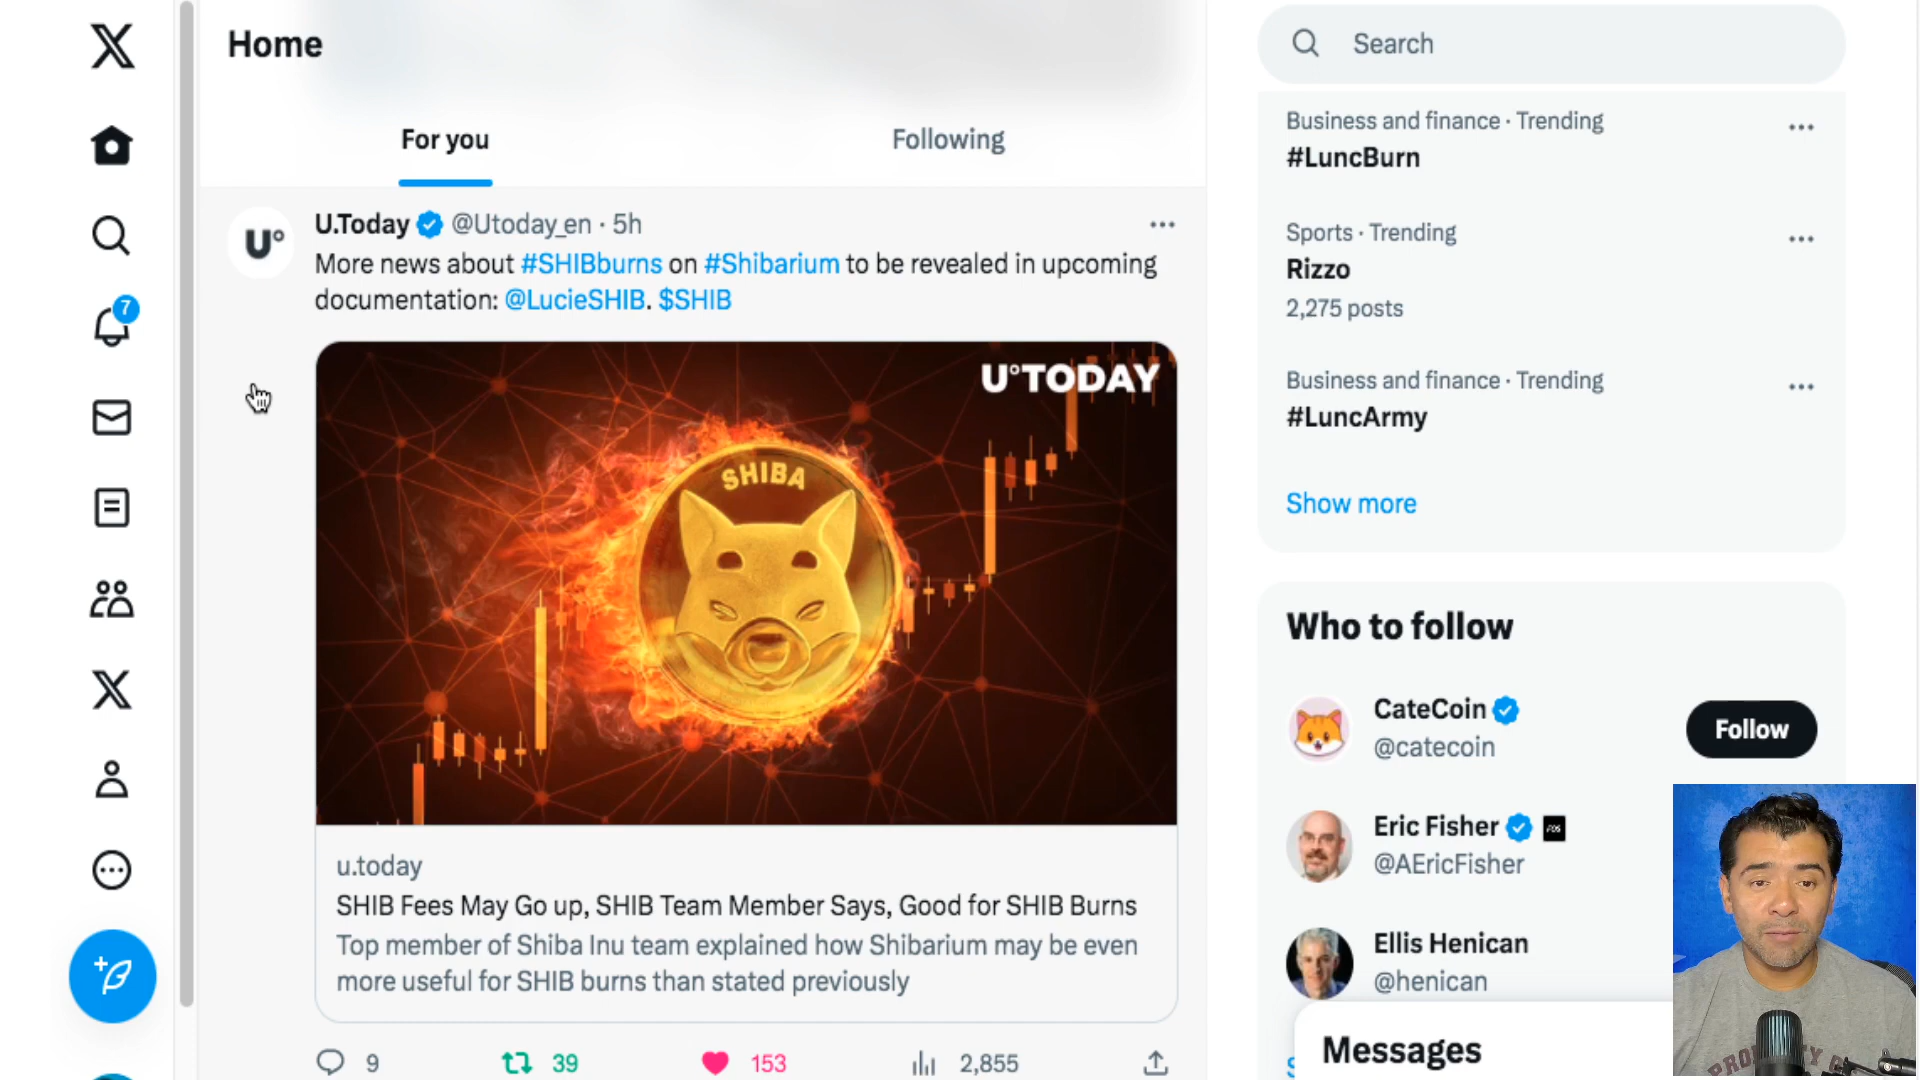 Home
Search
For you
Following
Business and finance · Trending
#LuncBurn
Sports · Trending
Rizzo
2,275 posts
Business and finance · Trending
#LuncArmy
Show more
7
U° U.Today @Utoday_en · 5h
More news about #SHIBburns on #Shibarium to be revealed in upcoming
documentation: @LucieSHIB. $SHIB
U°TODAY
SHIBA
u.today
SHIB Fees May Go up, SHIB Team Member Says, Good for SHIB Burns
Top member of Shiba Inu team explained how Shibarium may be even
more useful for SHIB burns than stated previously
9
39
153
2,855
Who to follow
CateCoin
@catecoin
Follow
Eric Fisher
@AEricFisher
Ellis Henican
@henican
Messages